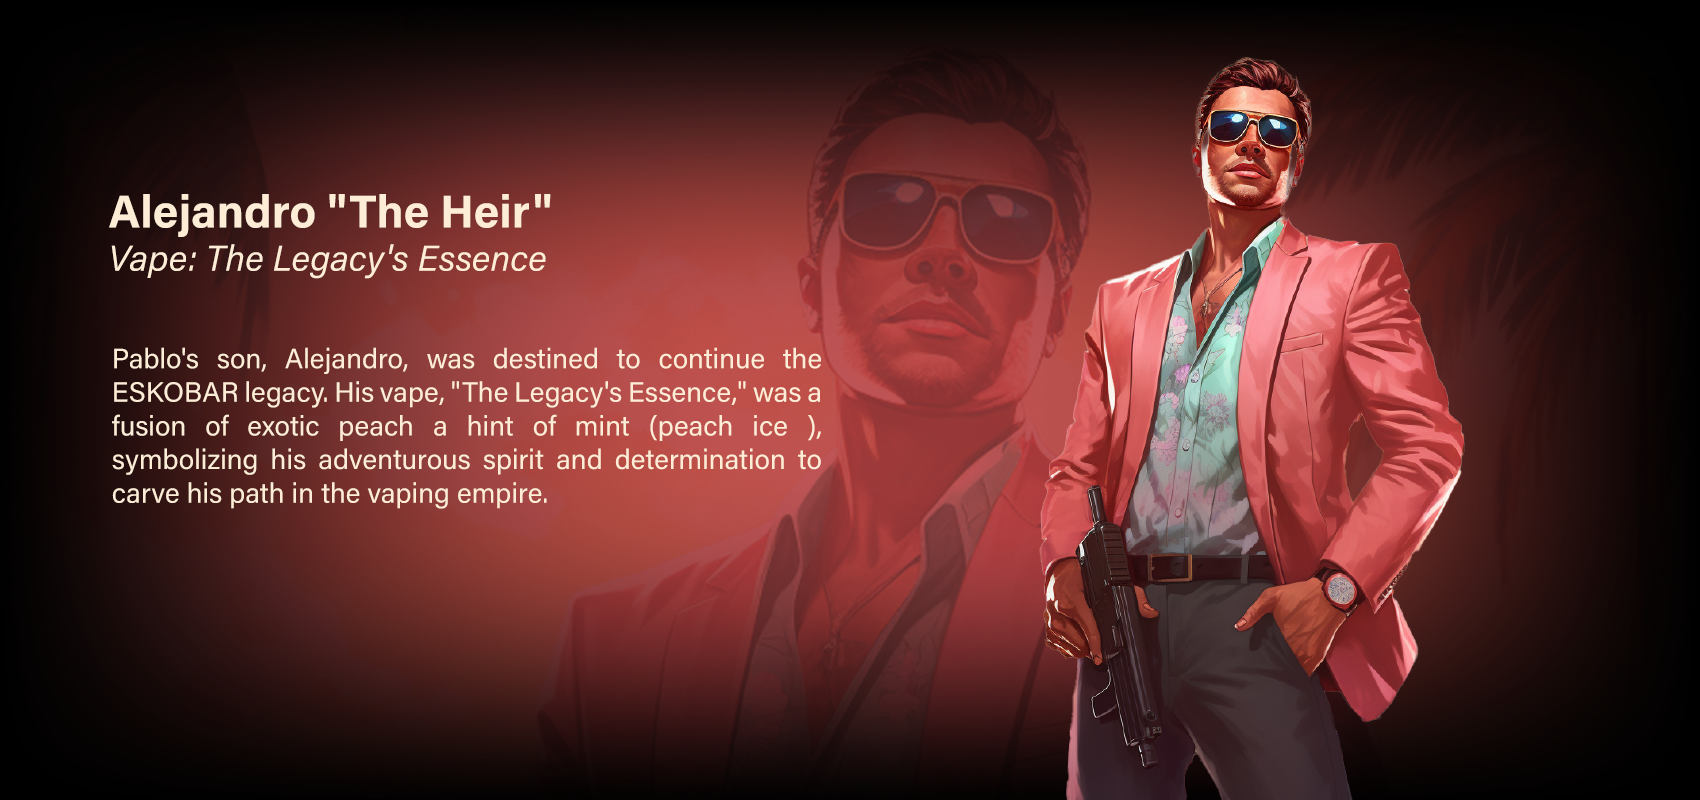 Alejandro "The Heir"
Vape: The Legacy's Essence
Pablo's son, Alejandro, was destined to continue the
ESKOBAR legacy. His vape, "The Legacy's Essence," was a
fusion of exotic peach a hint of mint (peach ice ),
symbolizing his adventurous spirit and determination to
carve his path in the vaping empire.